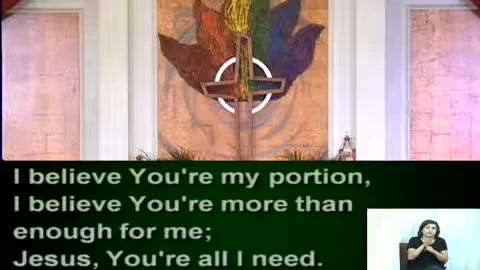 I believe You're my portion,
I believe You're more than
enough for me;
Jesus, You're all I need.